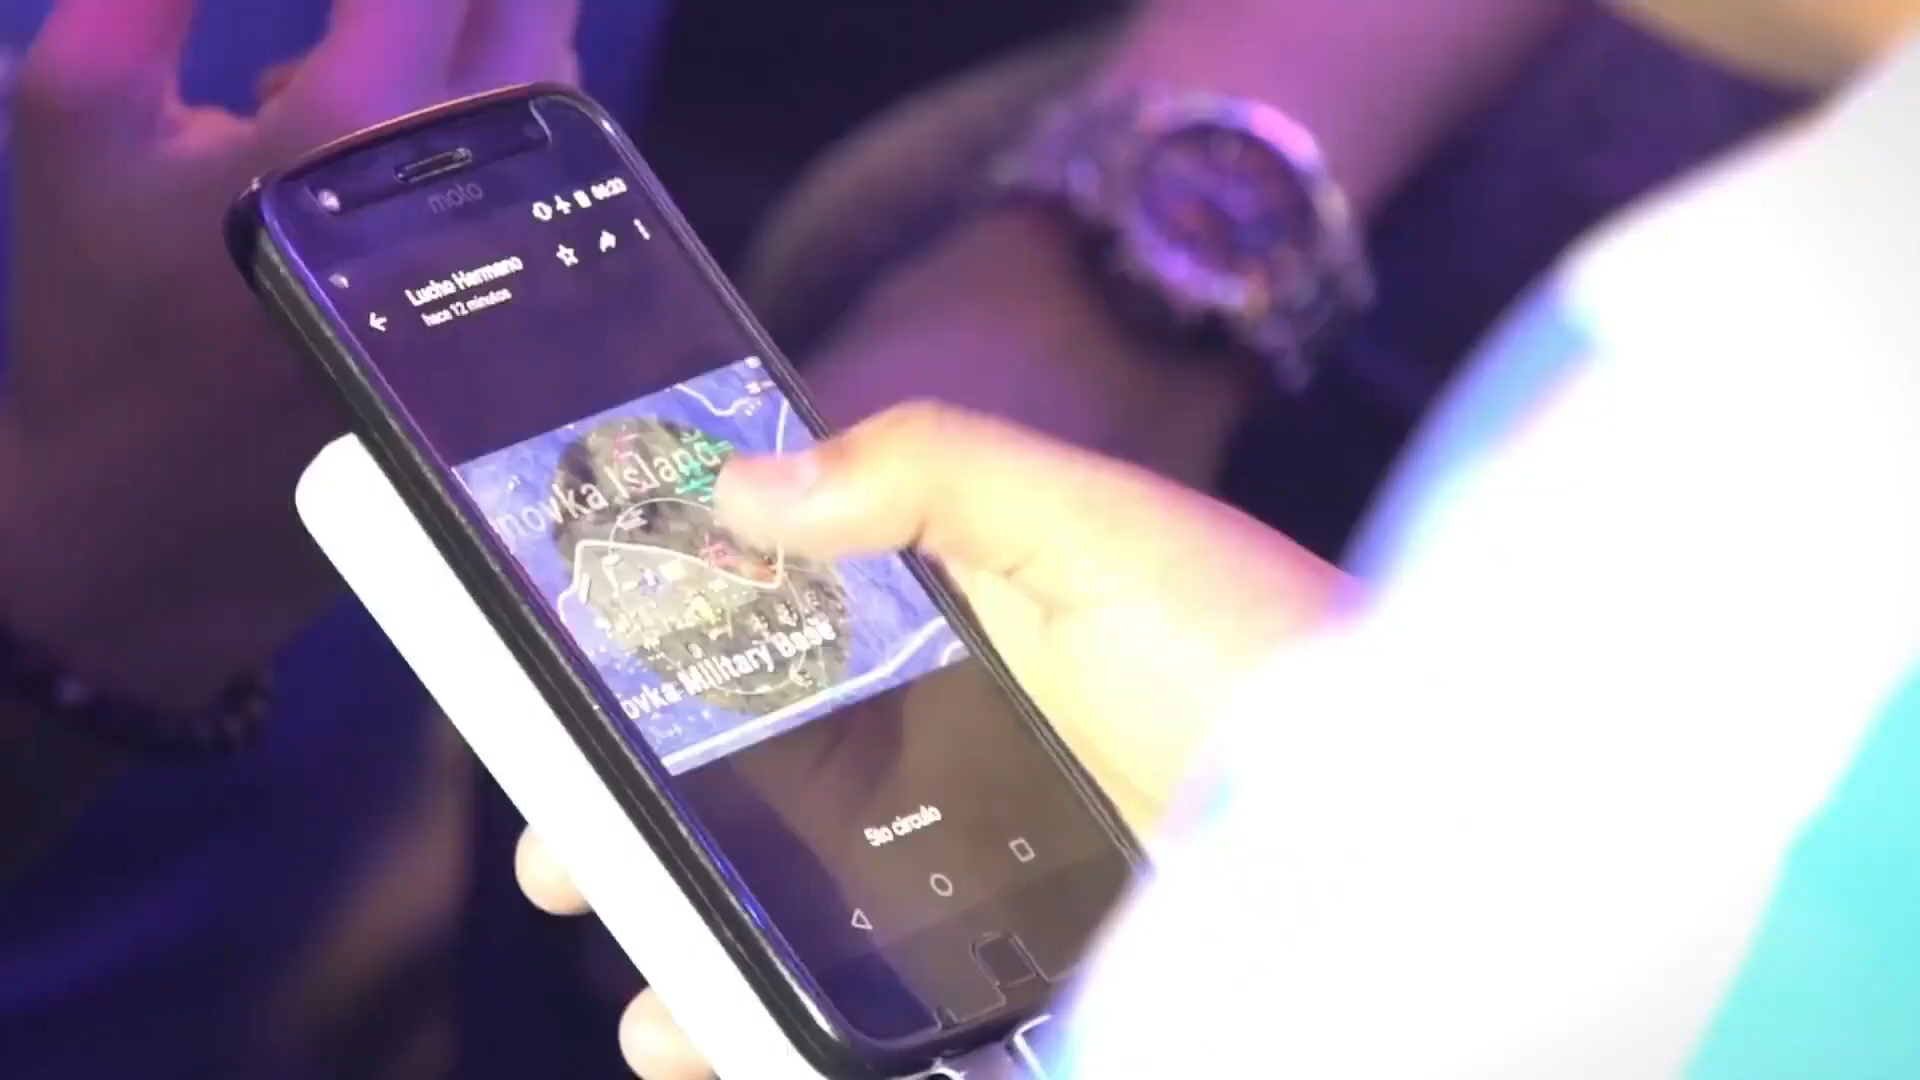 moto
Lucho Hermano
hace 12 minutos
novka Island
ovka Military Base
5to circulo